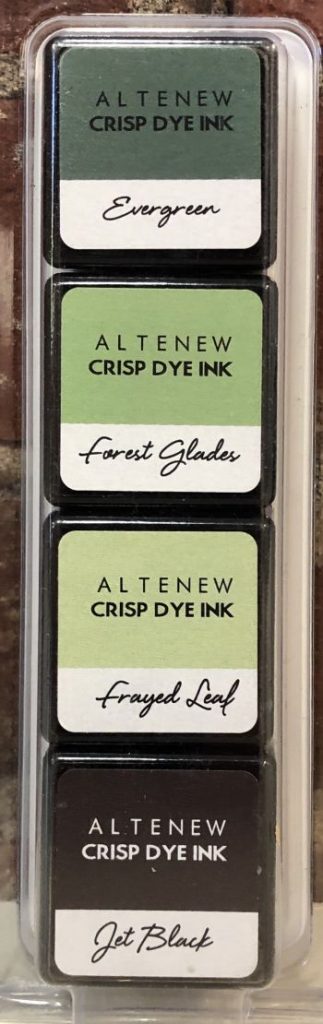 ALTENEW
CRISP DYE INK
Evergreen
ALTENEW
CRISP DYE INK
Forest Glades
ALTENEW
CRISP DYE INK
Frayed Leaf
ALTENEW
CRISP DYE INK
Jet Black